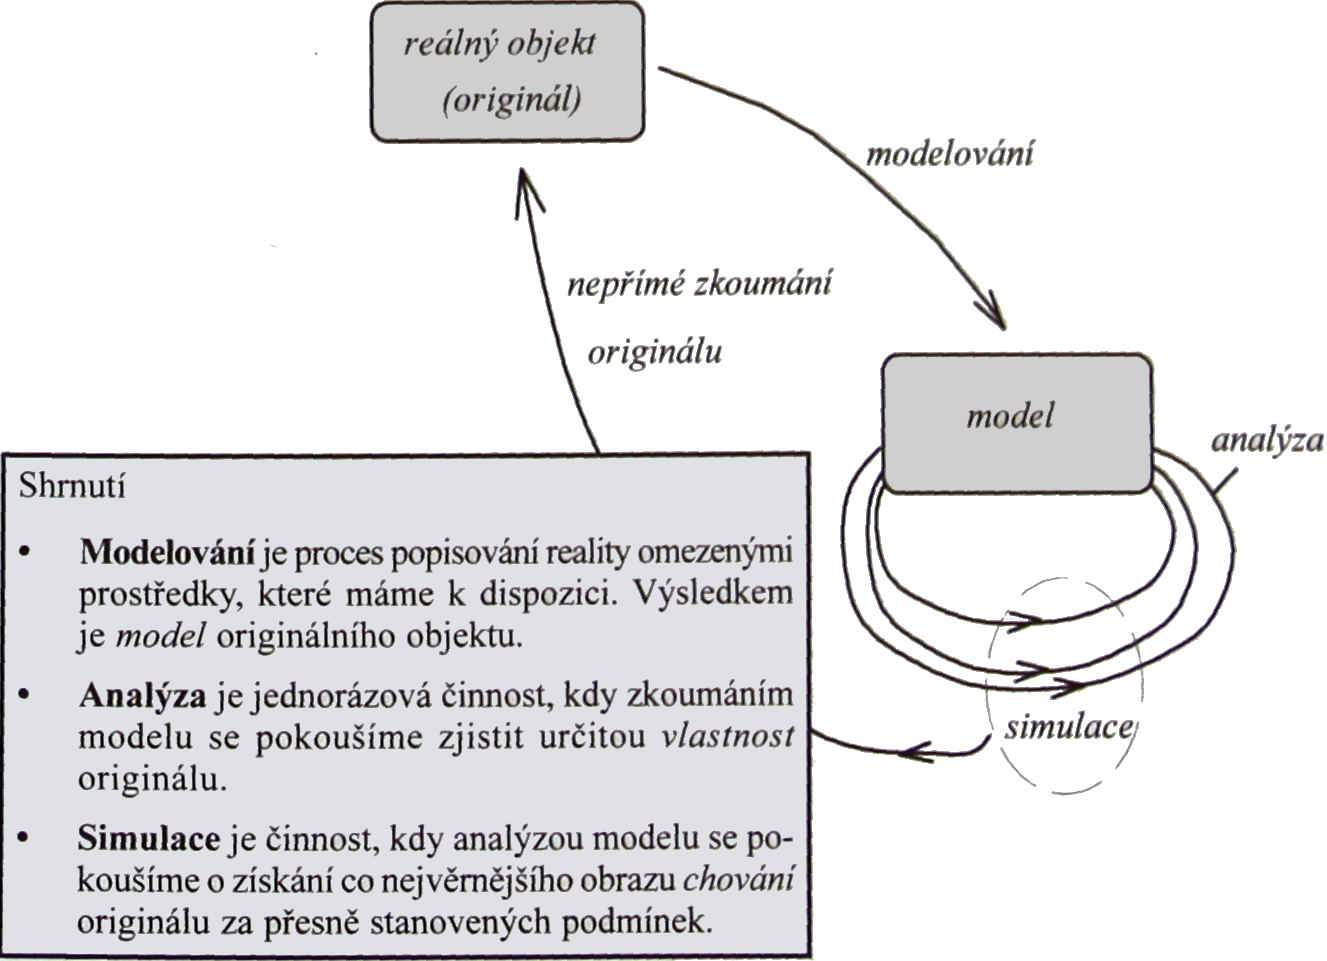 reálný objekt
(originál)
modelování
nepřímé zkoumání
originálu
model
analýza
simulace
Shrnutí
• Modelování je proces popisování reality omezenými
prostředky, které máme k dispozici. Výsledkem
je model originálního objektu.
• Analýza je jednorázová činnost, kdy zkoumáním
modelu se pokoušíme zjistit určitou vlastnost
originálu.
• Simulace je činnost, kdy analýzou modelu se po-
koušíme o získání co nejvěrnějšího obrazu chování
originálu za přesně stanovených podmínek.